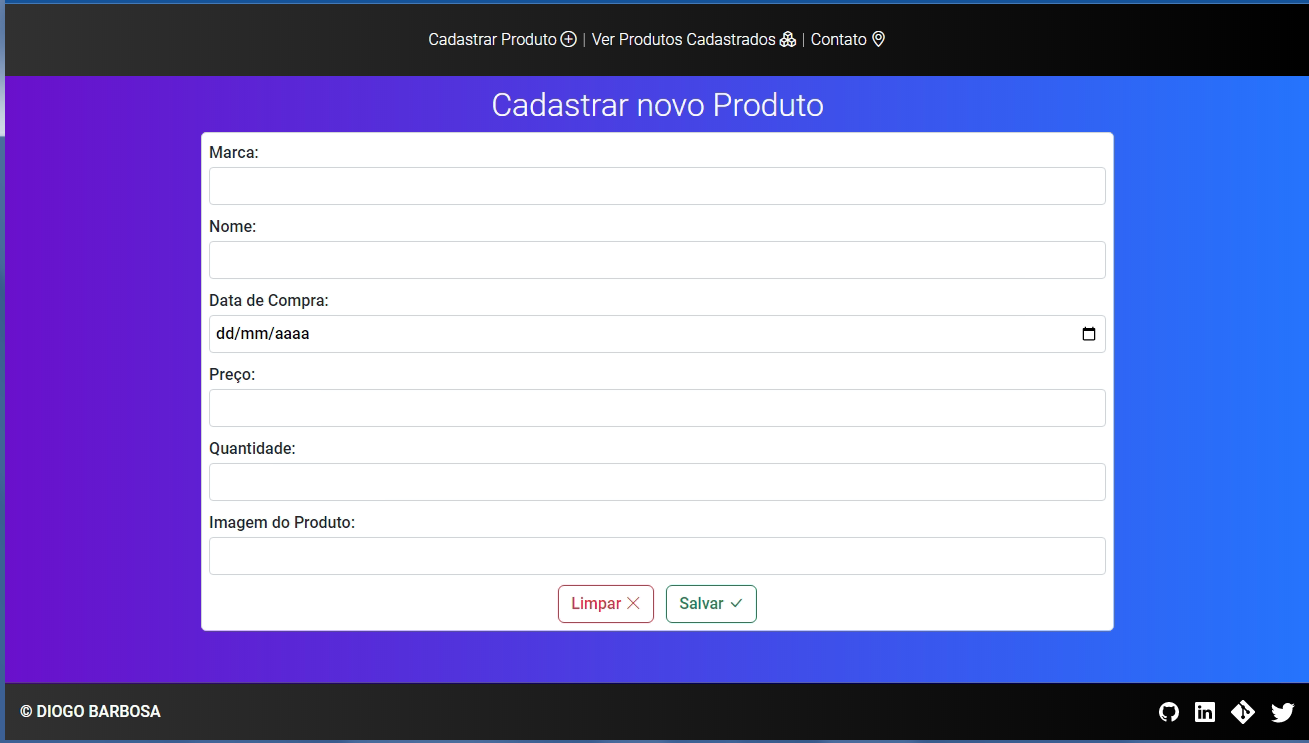 Cadastrar Produto | Ver Produtos Cadastrados | Contato
Cadastrar novo Produto
Marca:
Nome:
Data de Compra:
dd/mm/aaaa
Preço:
Quantidade:
Imagem do Produto:
Limpar Salvar
© DIOGO BARBOSA